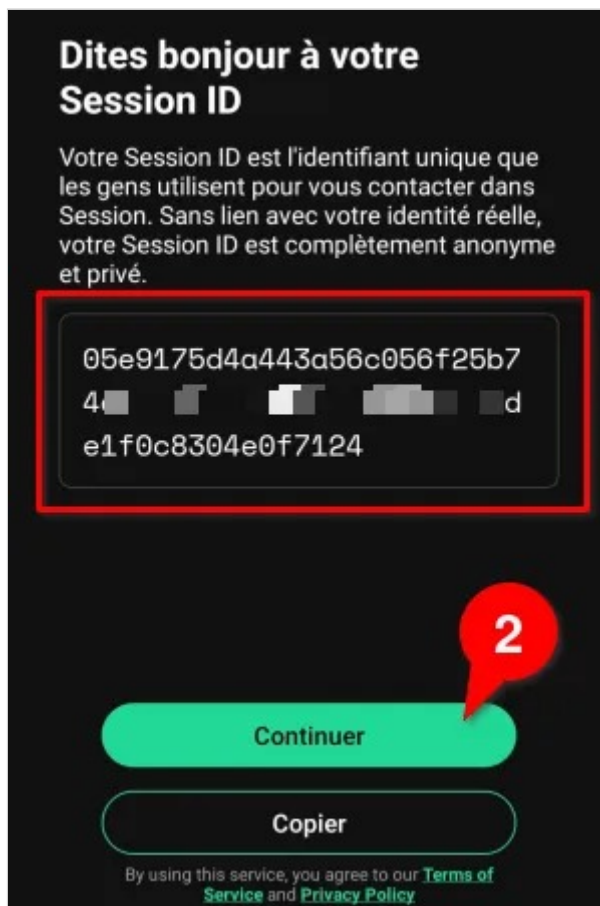 Dites bonjour à votre
Session ID
Votre Session ID est l'identifiant unique que
les gens utilisent pour vous contacter dans
Session. Sans lien avec votre identité réelle,
votre Session ID est complètement anonyme
et privé.
05e9175d4a443a56c056f25b7
e1f0c8304e0f7124
2
Continuer
Copier
By using this service, you agree to our Terms of
Service and Privacy Policy